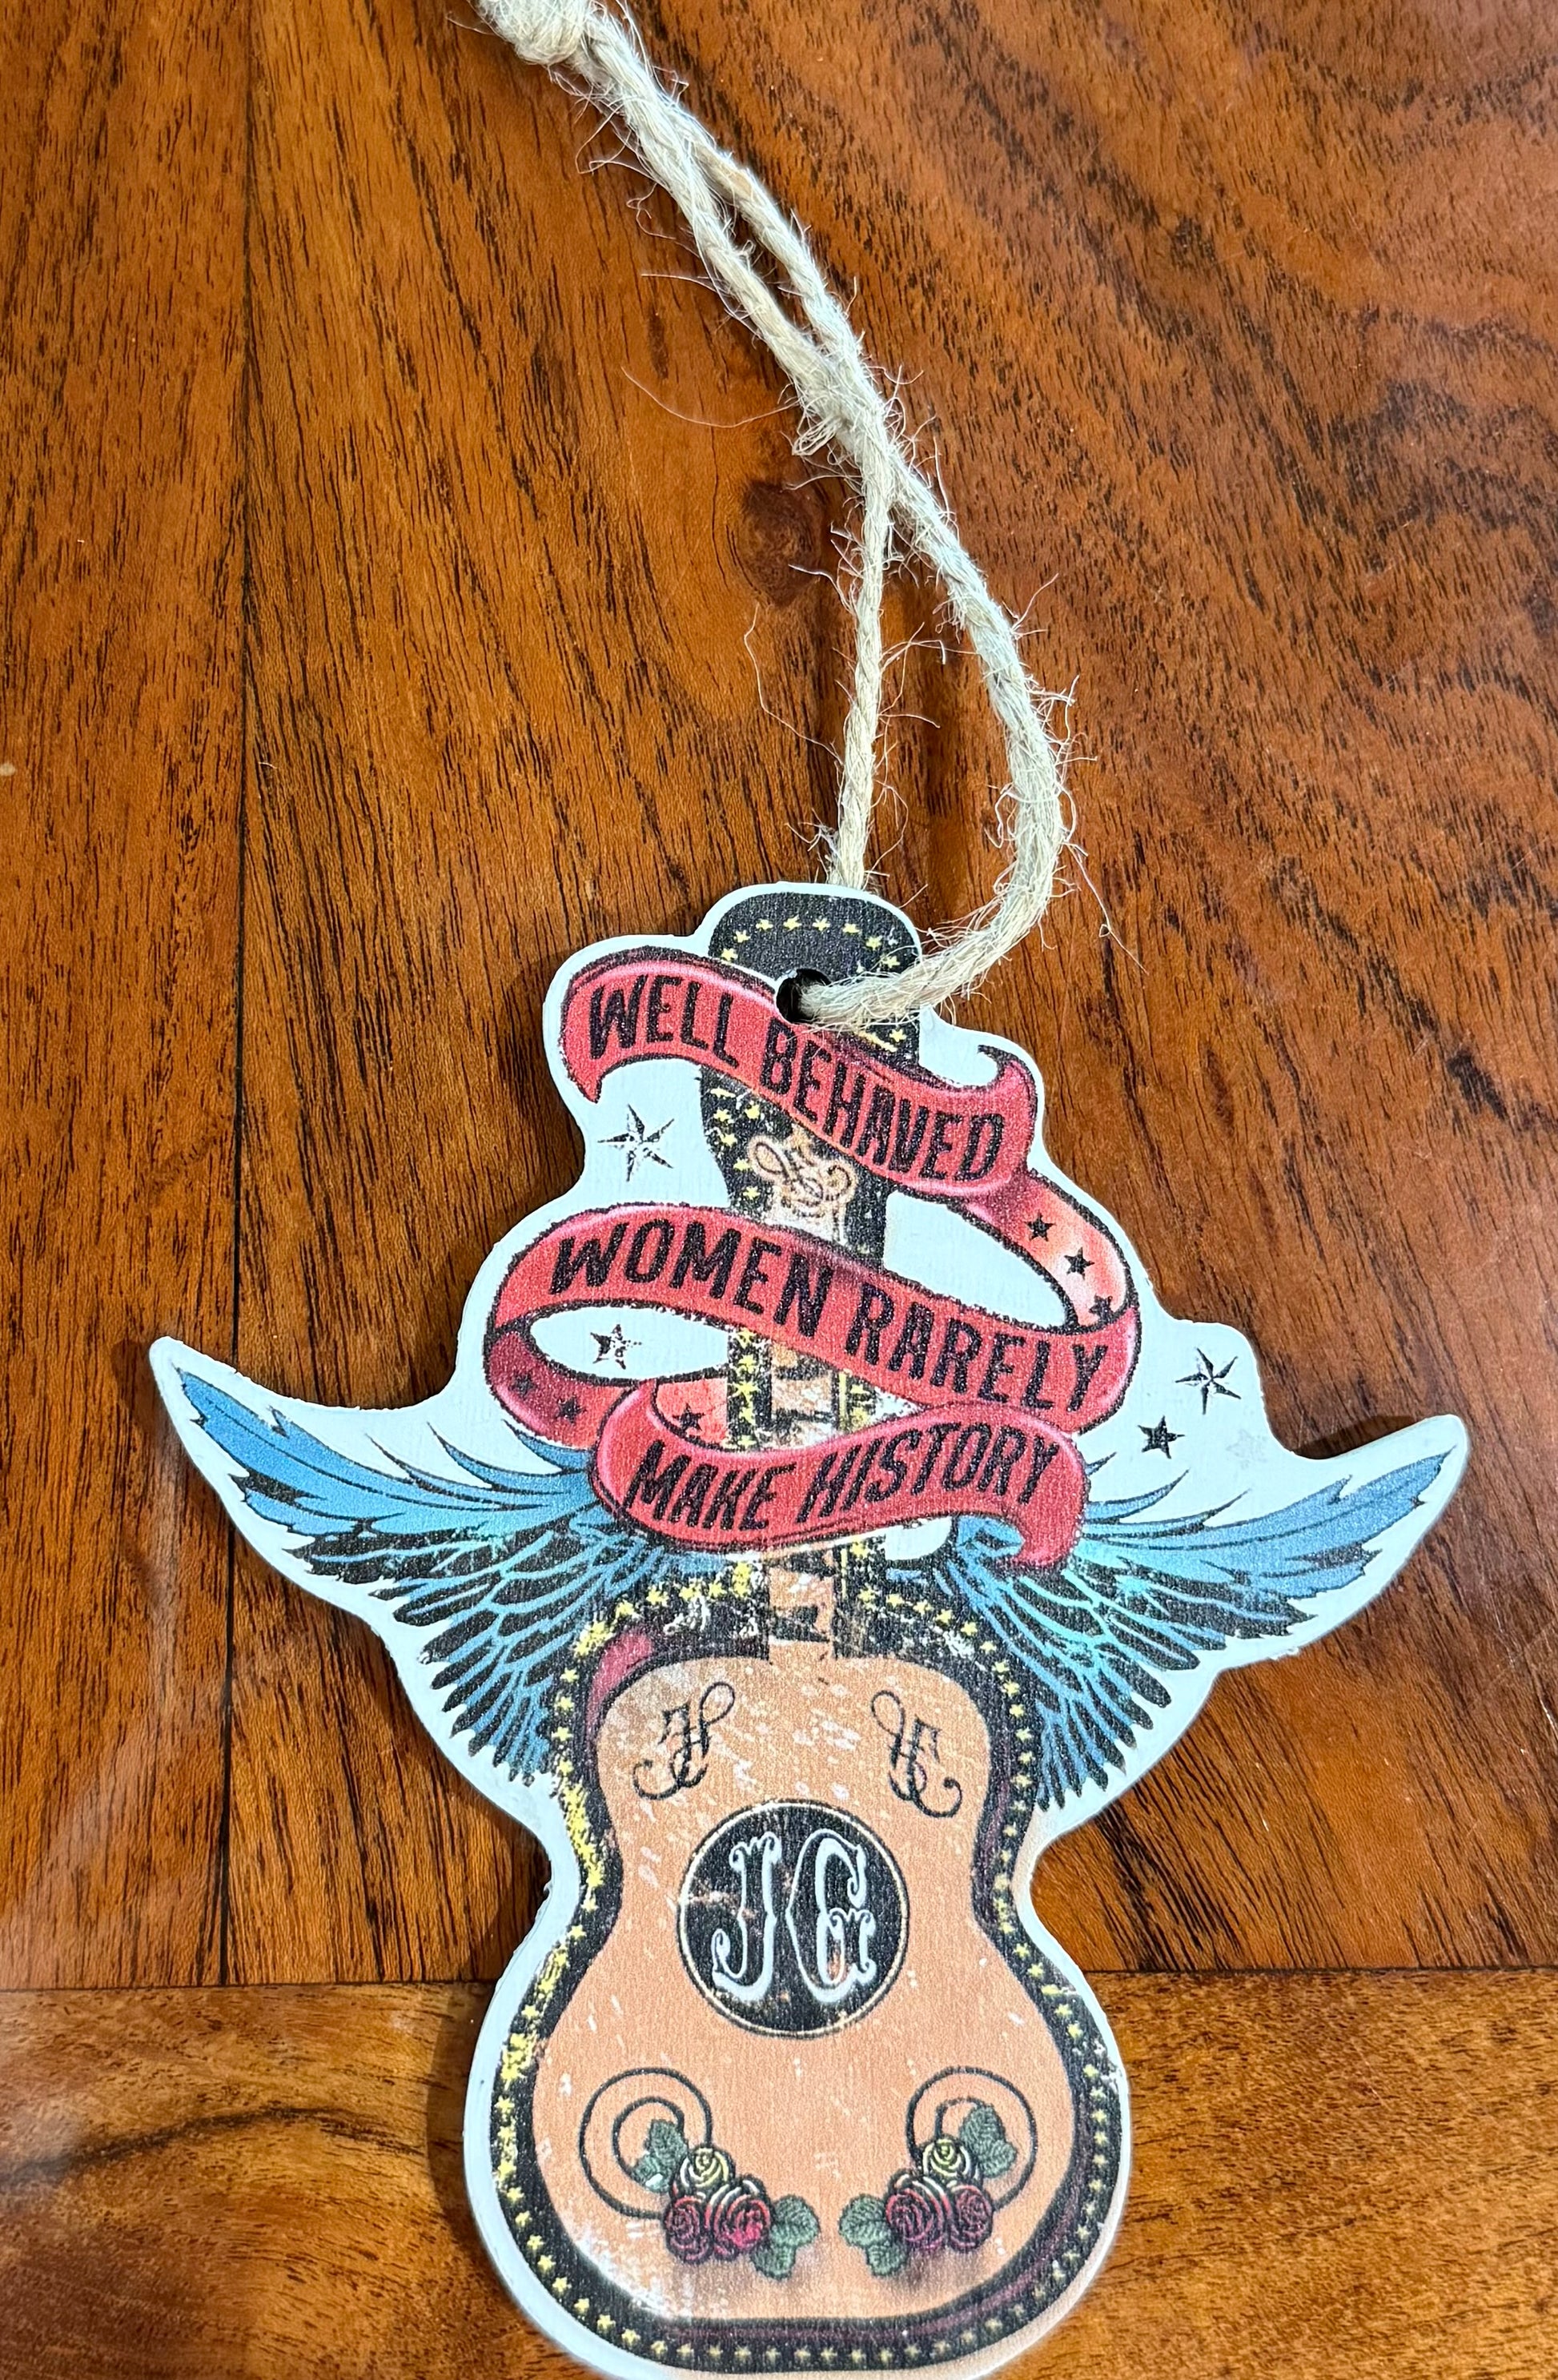 WELL BEHAVED
WOMEN RARELY
MAKE HISTORY
JG